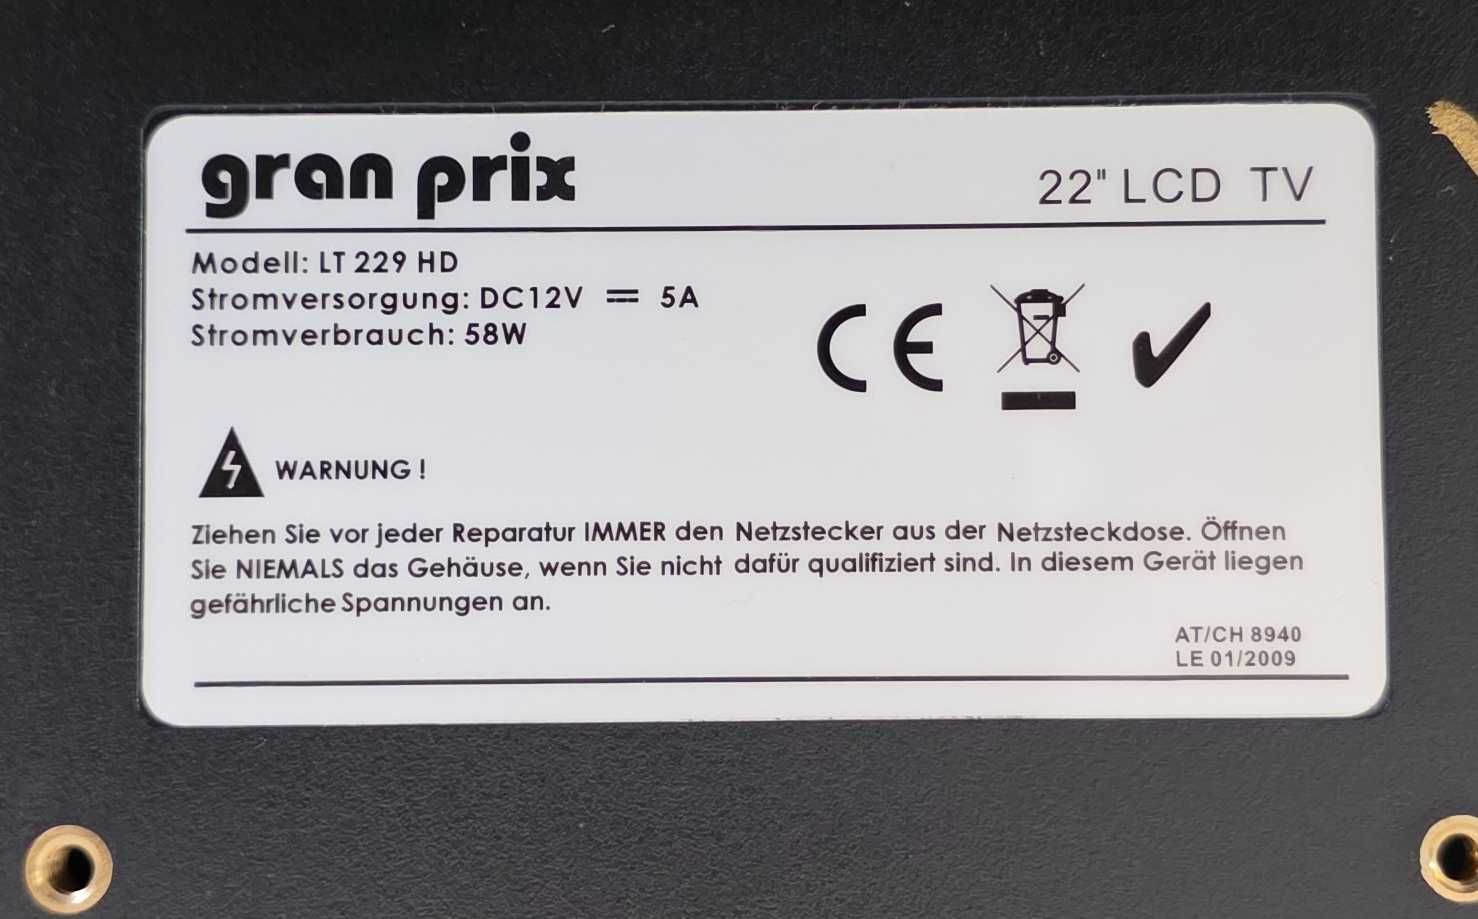 gran prix
22" LCD TV
Modell: LT 229 HD
Stromversorgung: DC12V ⎓ 5A
Stromverbrauch: 58W
CE
WARNUNG !
Ziehen Sie vor jeder Reparatur IMMER den Netzstecker aus der Netzsteckdose. Öffnen
Sie NIEMALS das Gehäuse, wenn Sie nicht dafür qualifiziert sind. In diesem Gerät liegen
gefährliche Spannungen an.
AT/CH 8940
LE 01/2009